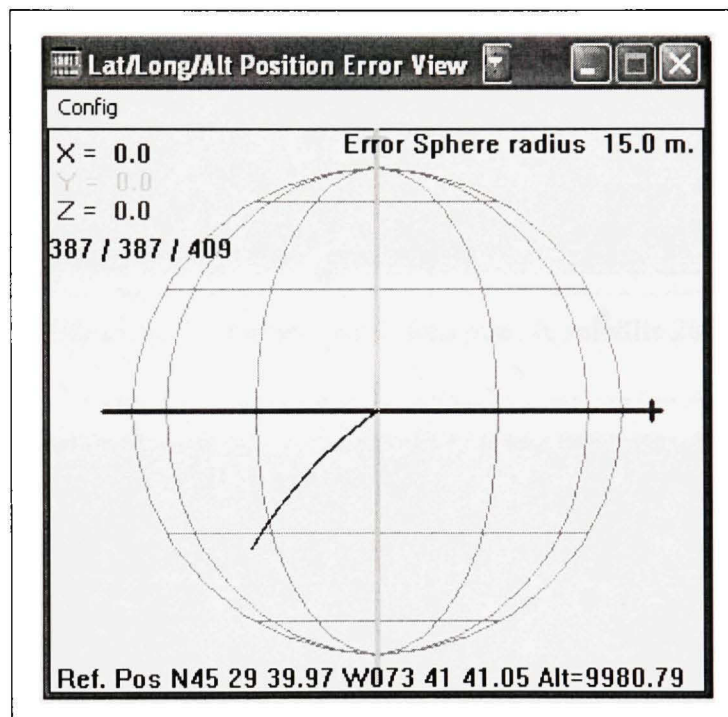 Lat/Long/Alt Position Error View
Config
X = 0.0
Error Sphere radius 15.0 m.
Y = 0.0
Z = 0.0
387 / 387 / 409
Ref. Pos N45 29 39.97 W073 41 41.05 Alt=9980.79